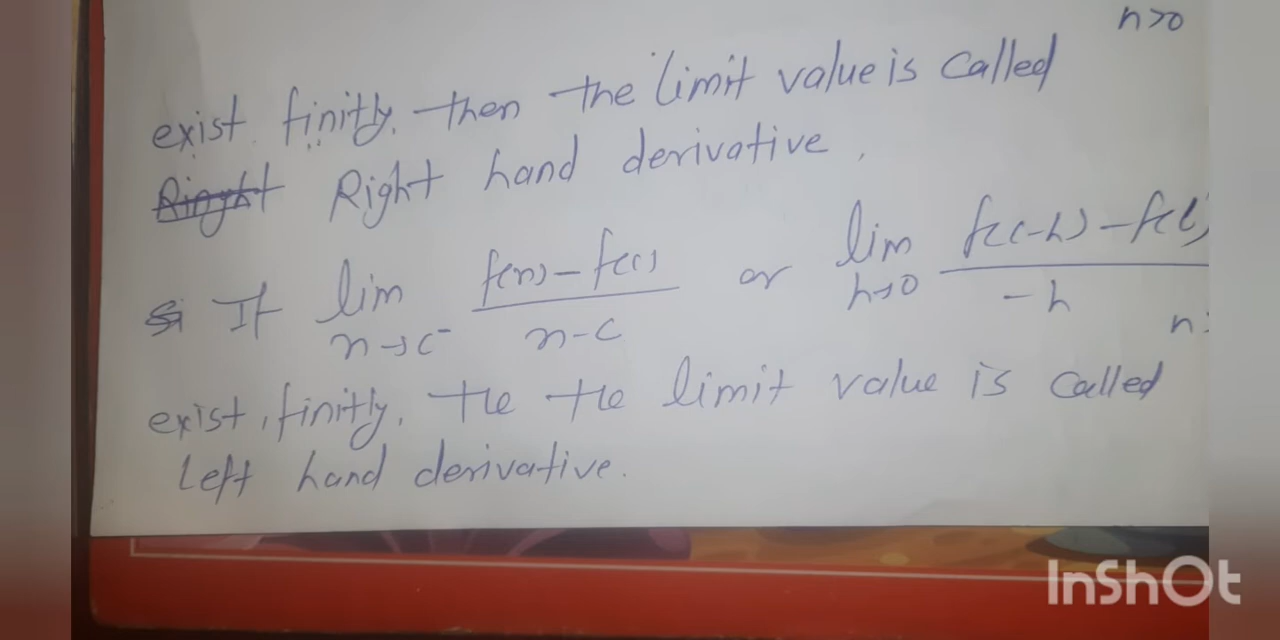 n>0
exist finitly, then the limit value is called
Right Right hand derivative.
If lim f(x)-f(c) or lim f(c-h)-f(c)
x→c⁻ x-c h→0 -h
exist, finitly, the the limit value is called
Left hand derivative.
InShOt